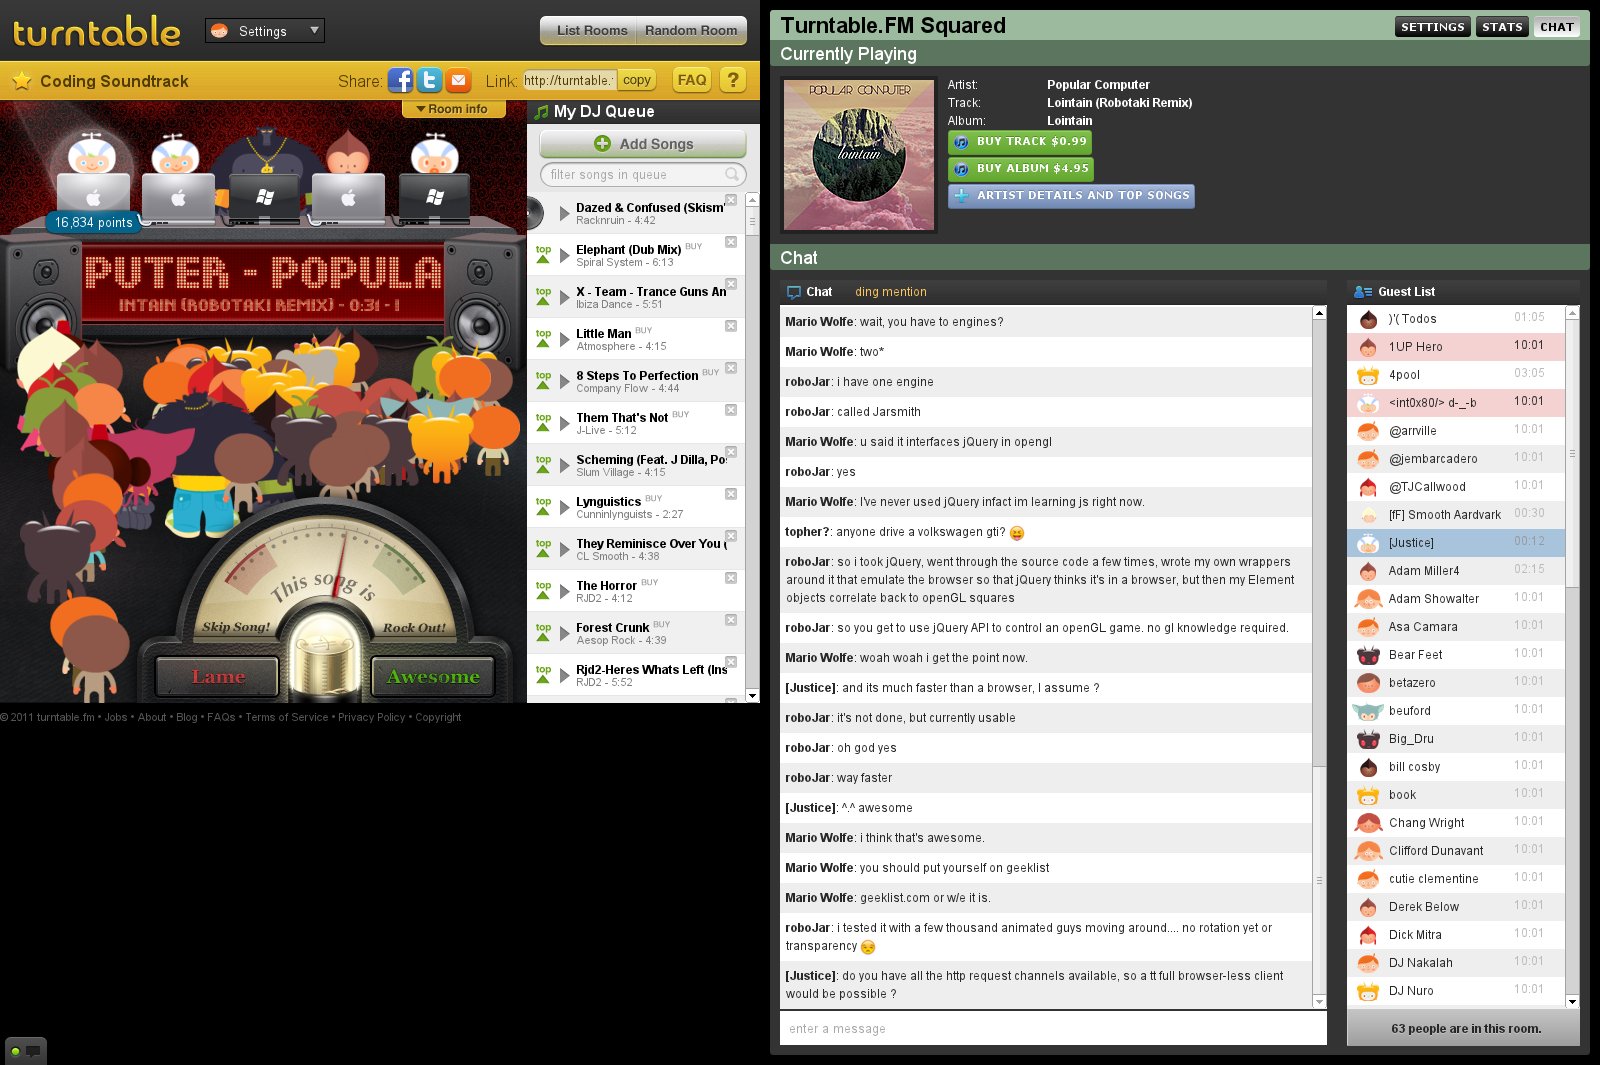 turntable
Settings
List Rooms
Random Room
Coding Soundtrack
Share:
Link:
http://turntable.
copy
FAQ
?
Room info
16,834 points
PUTER - POPULA
INTAIN (ROBOTAKI REMIX) - 0:31 - 1
This song is
Skip Song!
Rock Out!
Lame
Awesome
© 2011 turntable.fm • Jobs • About • Blog • FAQs • Terms of Service • Privacy Policy • Copyright
My DJ Queue
Add Songs
filter songs in queue
Dazed & Confused (Skism'
Racknruin - 4:42
top
Elephant (Dub Mix) BUY
Spiral System - 6:13
top
X - Team - Trance Guns An
Ibiza Dance - 5:51
top
Little Man BUY
Atmosphere - 4:15
top
8 Steps To Perfection BUY
Company Flow - 4:44
top
Them That's Not BUY
J-Live - 5:12
top
Scheming (Feat. J Dilla, Po
Slum Village - 4:15
top
Lynguistics BUY
Cunninlynguists - 2:27
top
They Reminisce Over You (
CL Smooth - 4:38
top
The Horror BUY
RJD2 - 4:12
top
Forest Crunk BUY
Aesop Rock - 4:39
top
Rjd2-Heres Whats Left (Ins
RJD2 - 5:52
Turntable.FM Squared
SETTINGS
STATS
CHAT
Currently Playing
POPULAR COMPUTER
lointain
Artist: Popular Computer
Track: Lointain (Robotaki Remix)
Album: Lointain
BUY TRACK $0.99
BUY ALBUM $4.95
ARTIST DETAILS AND TOP SONGS
Chat
Chat
ding mention
Mario Wolfe: wait, you have to engines?
Mario Wolfe: two*
roboJar: i have one engine
roboJar: called Jarsmith
Mario Wolfe: u said it interfaces jQuery in opengl
roboJar: yes
Mario Wolfe: I've never used jQuery infact im learning js right now.
topher?: anyone drive a volkswagen gti?
roboJar: so i took jQuery, went through the source code a few times, wrote my own wrappers
around it that emulate the browser so that jQuery thinks it's in a browser, but then my Element
objects correlate back to openGL squares
roboJar: so you get to use jQuery API to control an openGL game. no gl knowledge required.
Mario Wolfe: woah woah i get the point now.
[Justice]: and its much faster than a browser, I assume ?
roboJar: it's not done, but currently usable
roboJar: oh god yes
roboJar: way faster
[Justice]: ^.^ awesome
Mario Wolfe: i think that's awesome.
Mario Wolfe: you should put yourself on geeklist
Mario Wolfe: geeklist.com or w/e it is.
roboJar: i tested it with a few thousand animated guys moving around.... no rotation yet or
transparency
[Justice]: do you have all the http request channels available, so a tt full browser-less client
would be possible ?
enter a message
Guest List
)'( Todos 01:05
1UP Hero 10:01
4pool 03:05
<int0x80/> d-_-b 10:01
@arrville 10:01
@jembarcadero 10:01
@TJCallwood 10:01
[fF] Smooth Aardvark 00:30
[Justice] 00:12
Adam Miller4 02:15
Adam Showalter 10:01
Asa Camara 10:01
Bear Feet 10:01
betazero 10:01
beuford 10:01
Big_Dru 10:01
bill cosby 10:01
book 10:01
Chang Wright 10:01
Clifford Dunavant 10:01
cutie clementine 10:01
Derek Below 10:01
Dick Mitra 10:01
DJ Nakalah 10:01
DJ Nuro 10:01
63 people are in this room.